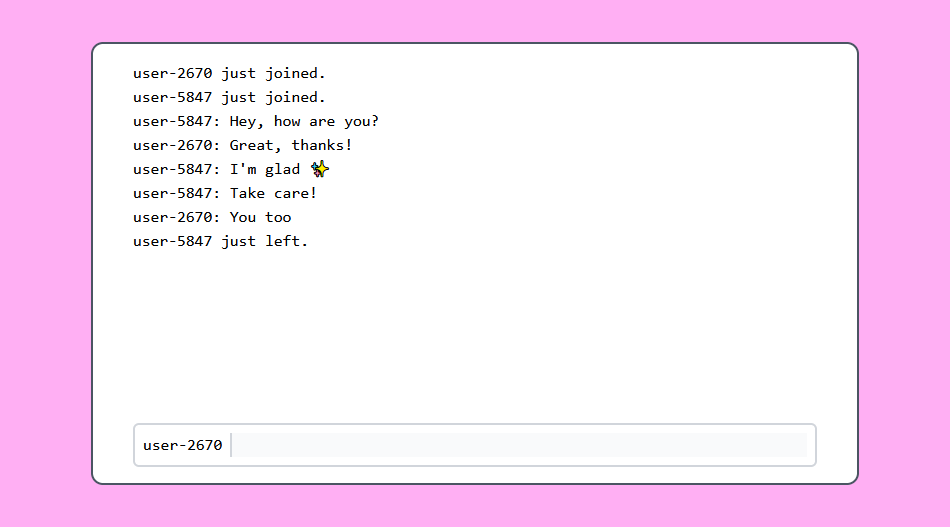 user-2670 just joined.
user-5847 just joined.
user-5847: Hey, how are you?
user-2670: Great, thanks!
user-5847: I'm glad ✨
user-5847: Take care!
user-2670: You too
user-5847 just left.
user-2670